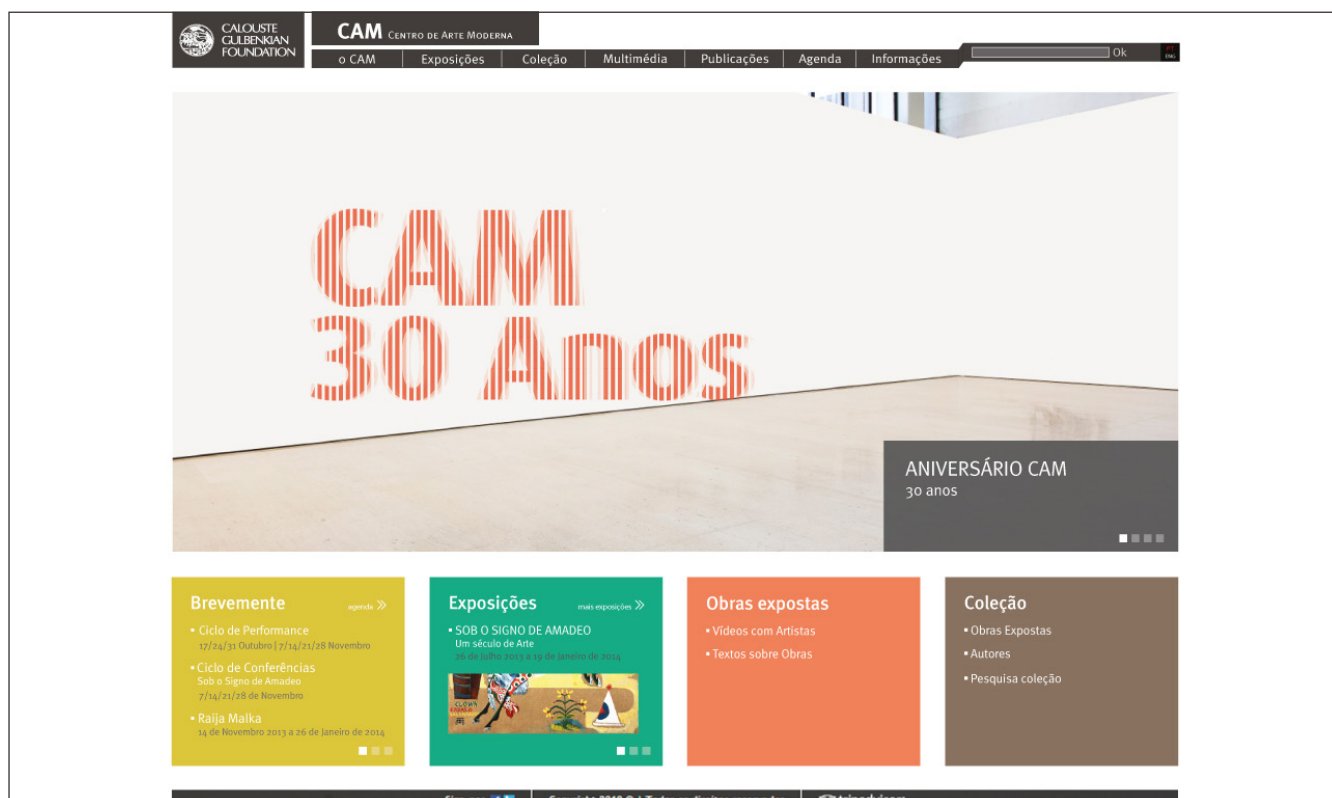 CALOUSTE
GULBENKIAN
FOUNDATION
CAM CENTRO DE ARTE MODERNA
o CAM Exposições Coleção Multimédia Publicações Agenda Informações Ok PT
ENG
CAM
30 Anos
ANIVERSÁRIO CAM
30 anos
Brevemente agenda »
▪ Ciclo de Performance
17/24/31 Outubro | 7/14/21/28 Novembro
▪ Ciclo de Conferências
Sob o Signo de Amadeo
7/14/21/28 de Novembro
▪ Raija Malka
14 de Novembro 2013 a 26 de Janeiro de 2014
Exposições mais exposições »
▪ SOB O SIGNO DE AMADEO
Um século de Arte
26 de Julho 2013 a 19 de Janeiro de 2014
CLOWN
Obras expostas
▪ Vídeos com Artistas
▪ Textos sobre Obras
Coleção
▪ Obras Expostas
▪ Autores
▪ Pesquisa coleção